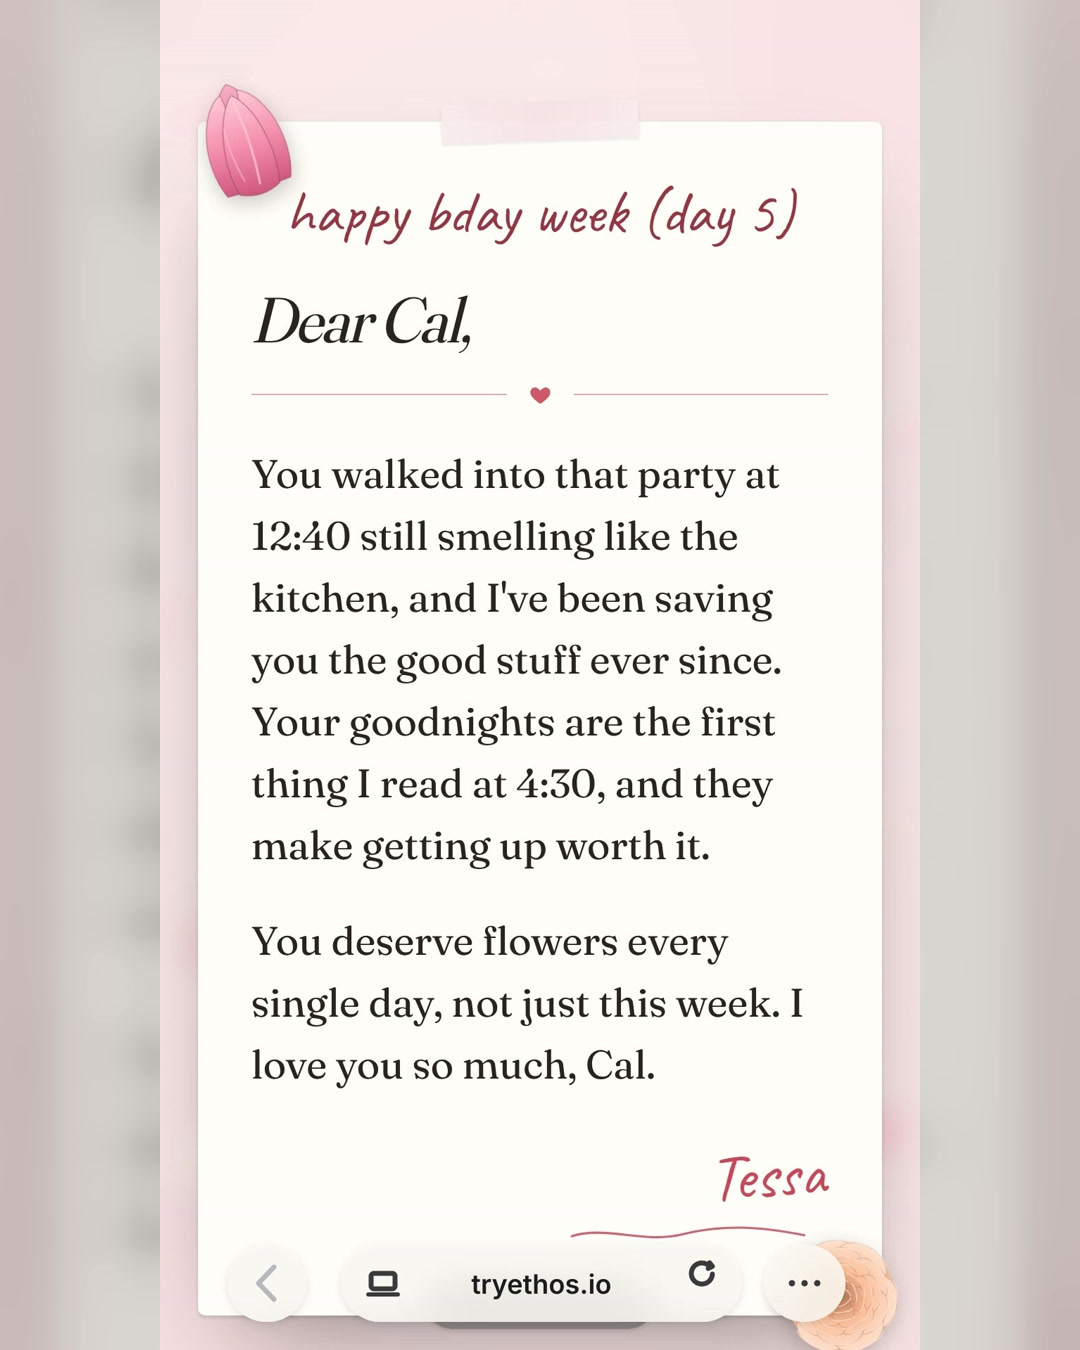 happy bday week (day 5)
Dear Cal,
You walked into that party at
12:40 still smelling like the
kitchen, and I've been saving
you the good stuff ever since.
Your goodnights are the first
thing I read at 4:30, and they
make getting up worth it.
You deserve flowers every
single day, not just this week. I
love you so much, Cal.
Tessa
tryethos.io